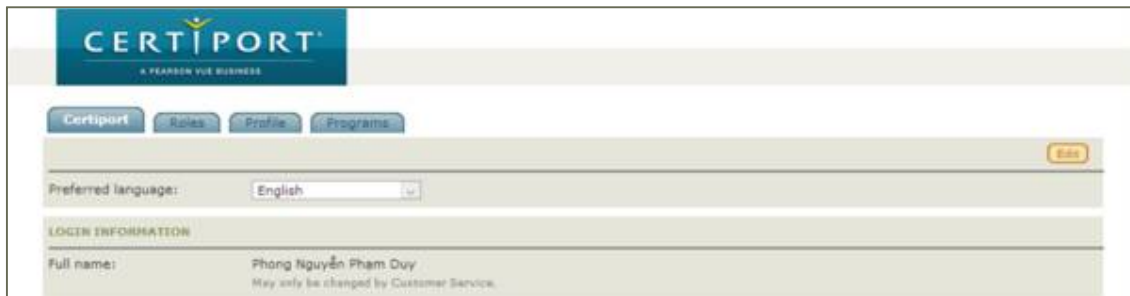 CERTIPORT
A PEARSON VUE BUSINESS
Certiport Roles Profile Programs
Edit
Preferred language: English
LOGIN INFORMATION
Full name: Phong Nguyễn Phạm Duy
May only be changed by Customer Service.